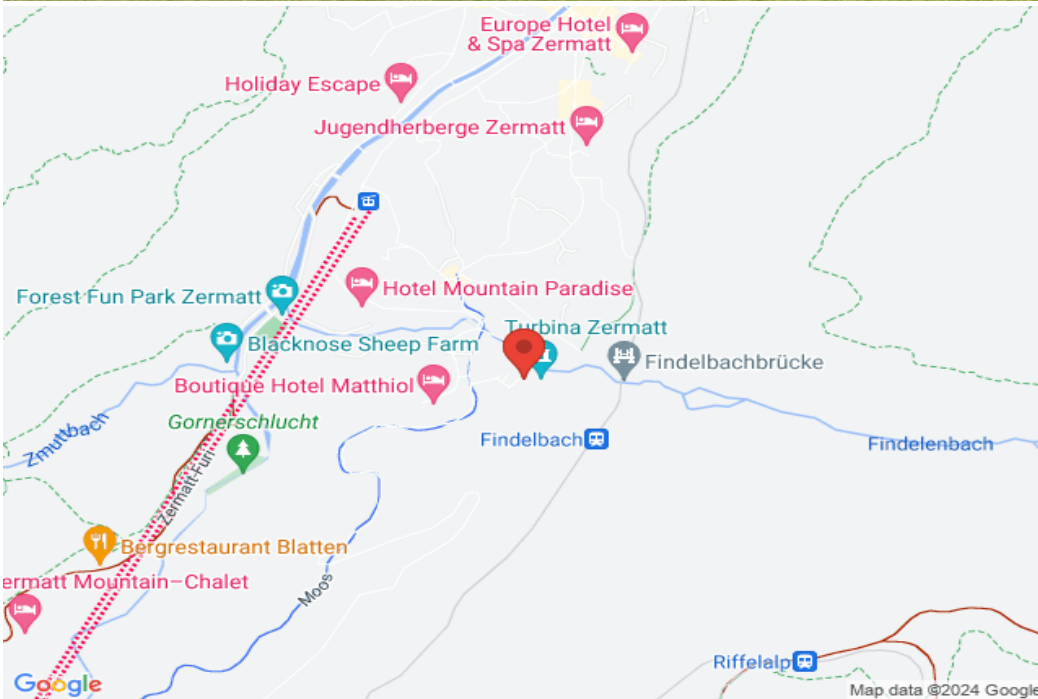 Europe Hotel
& Spa Zermatt
Holiday Escape
Jugendherberge Zermatt
Forest Fun Park Zermatt
Hotel Mountain Paradise
Turbina Zermatt
Blacknose Sheep Farm
Findelbachbrücke
Boutique Hotel Matthiol
Gornerschlucht
Zmuttbach
Findelbach
Findelenbach
Zermatt-Furi
Bergrestaurant Blatten
ermatt Mountain–Chalet
Moos
Riffelalp
Google
Map data ©2024 Google